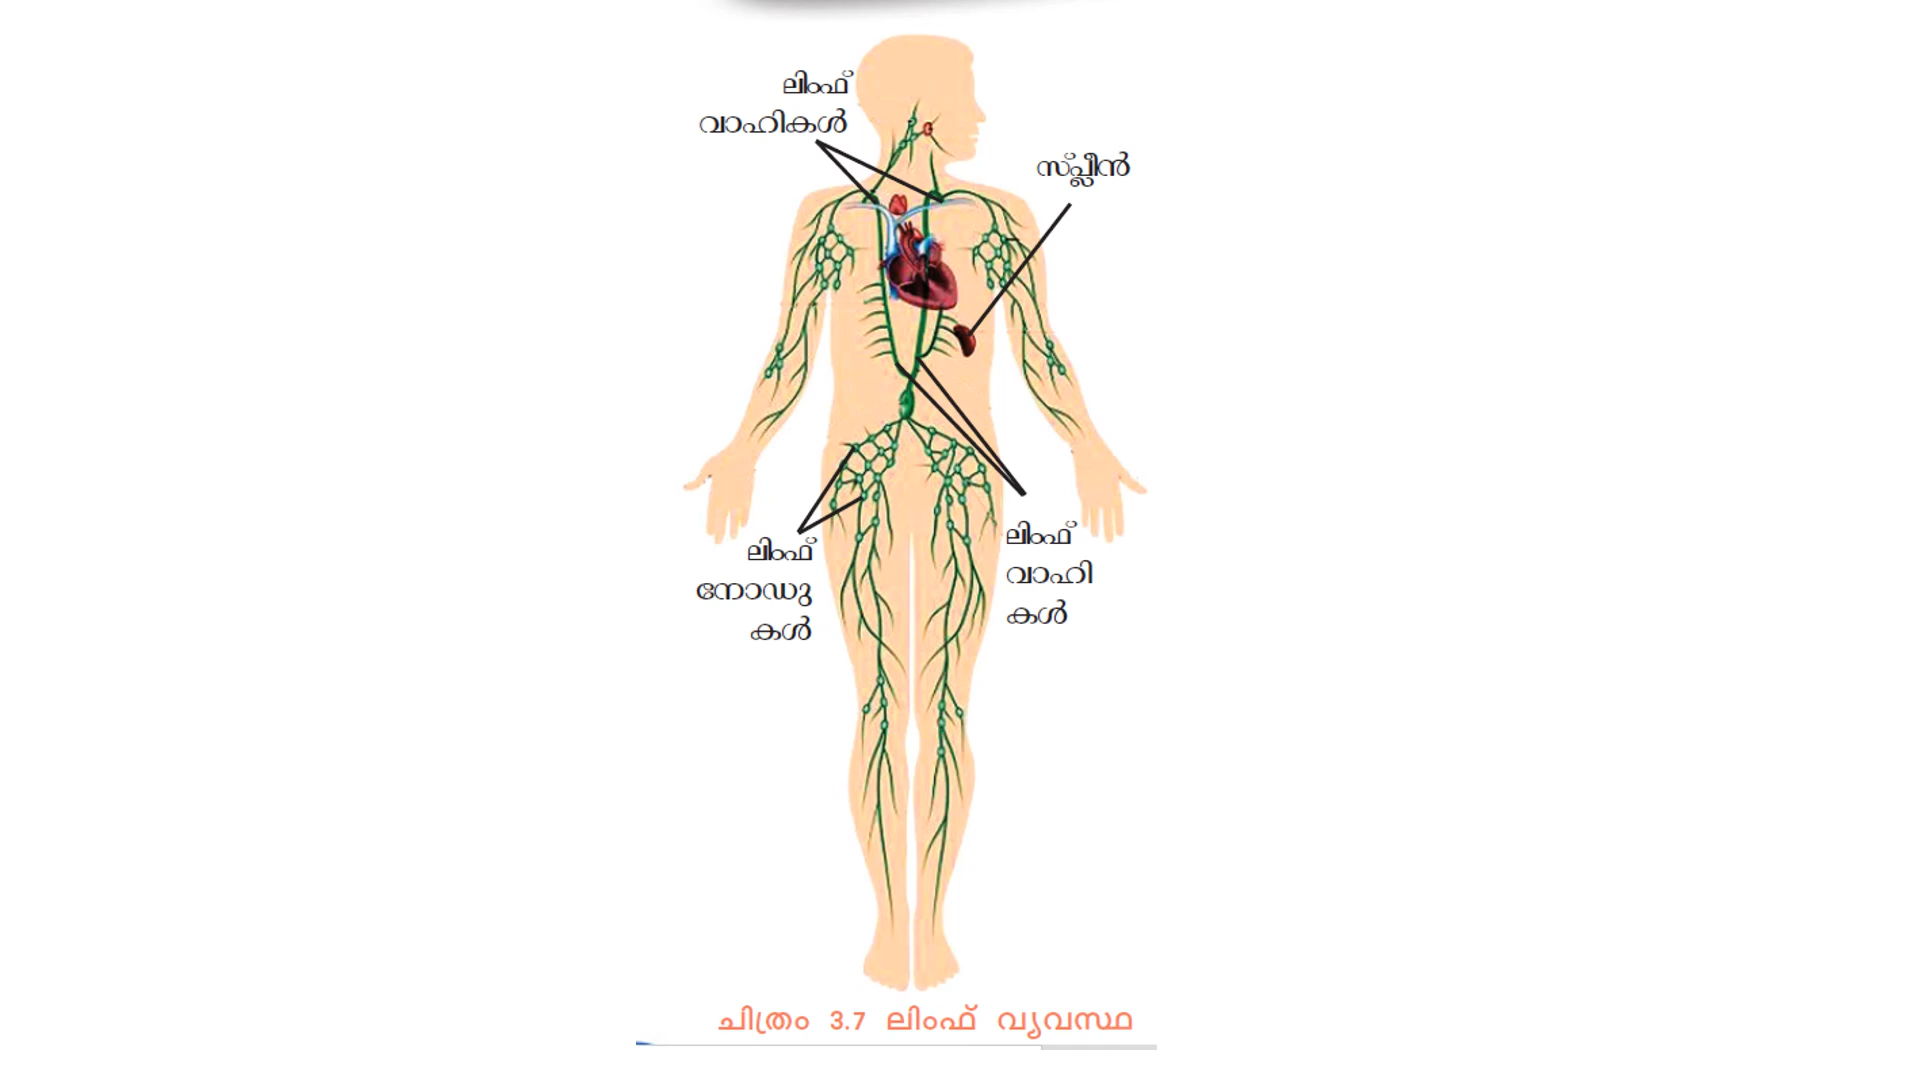 ലിംഫ്
വാഹികൾ
സ്പ്ലീൻ
ലിംഫ്
നോഡു
കൾ
ലിംഫ്
വാഹി
കൾ
ചിത്രം 3.7 ലിംഫ് വ്യവസ്ഥ